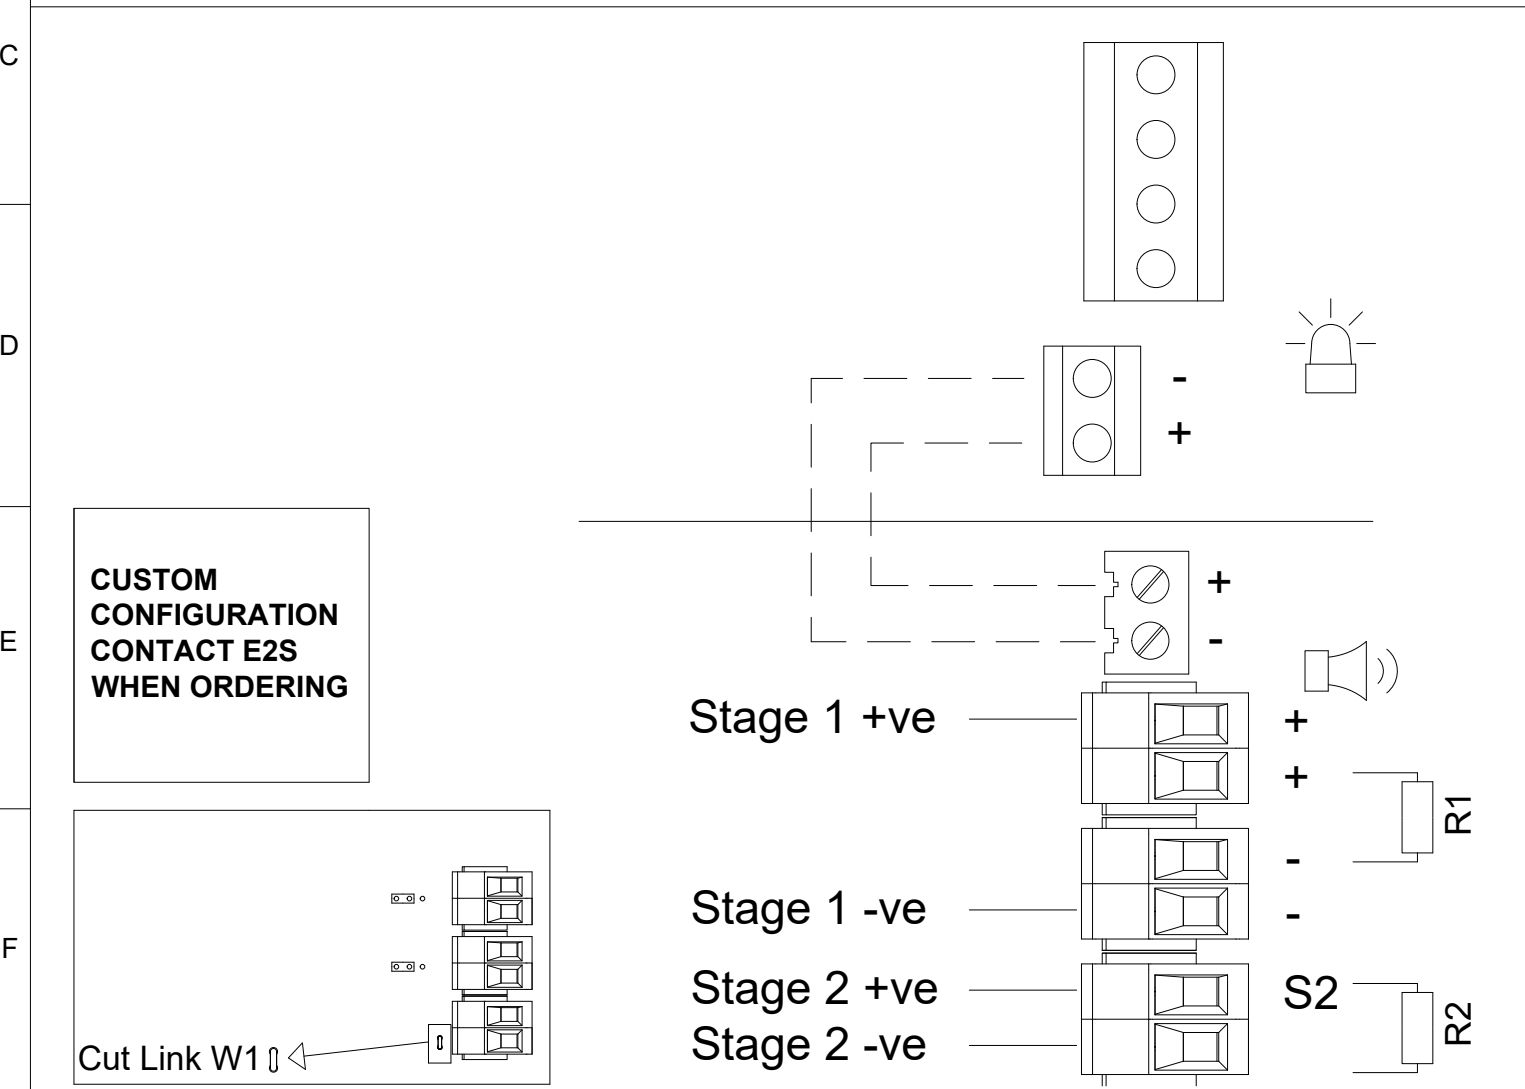 C
D
-
+
E
CUSTOM
CONFIGURATION
CONTACT E2S
WHEN ORDERING
+
-
Stage 1 +ve
+
+
R1
-
Stage 1 -ve
-
F
Stage 2 +ve
S2
R2
Stage 2 -ve
Cut Link W1